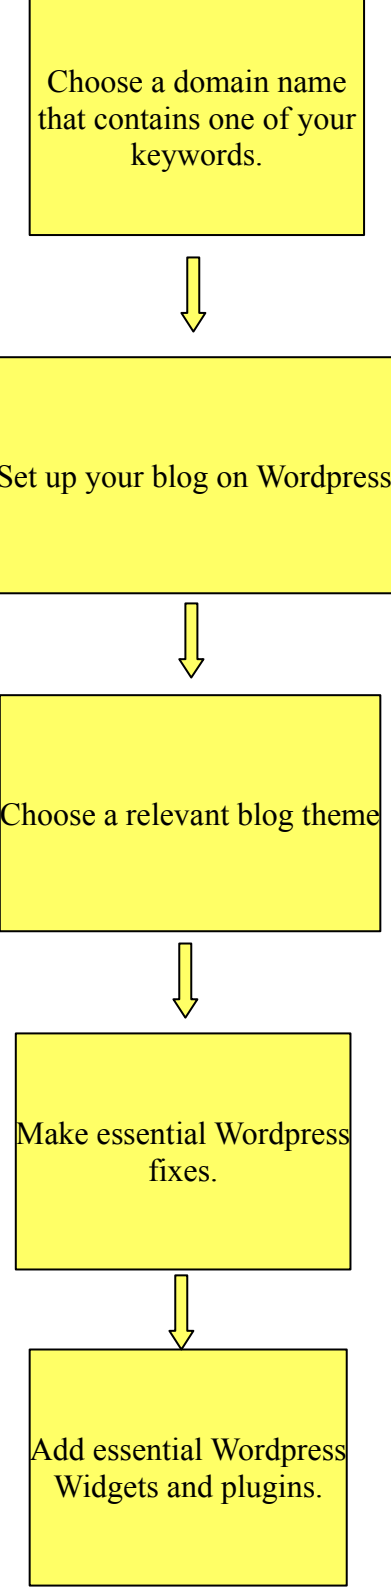 Choose a domain name
that contains one of your
keywords.
Set up your blog on Wordpress
Choose a relevant blog theme
Make essential Wordpress
fixes.
Add essential Wordpress
Widgets and plugins.